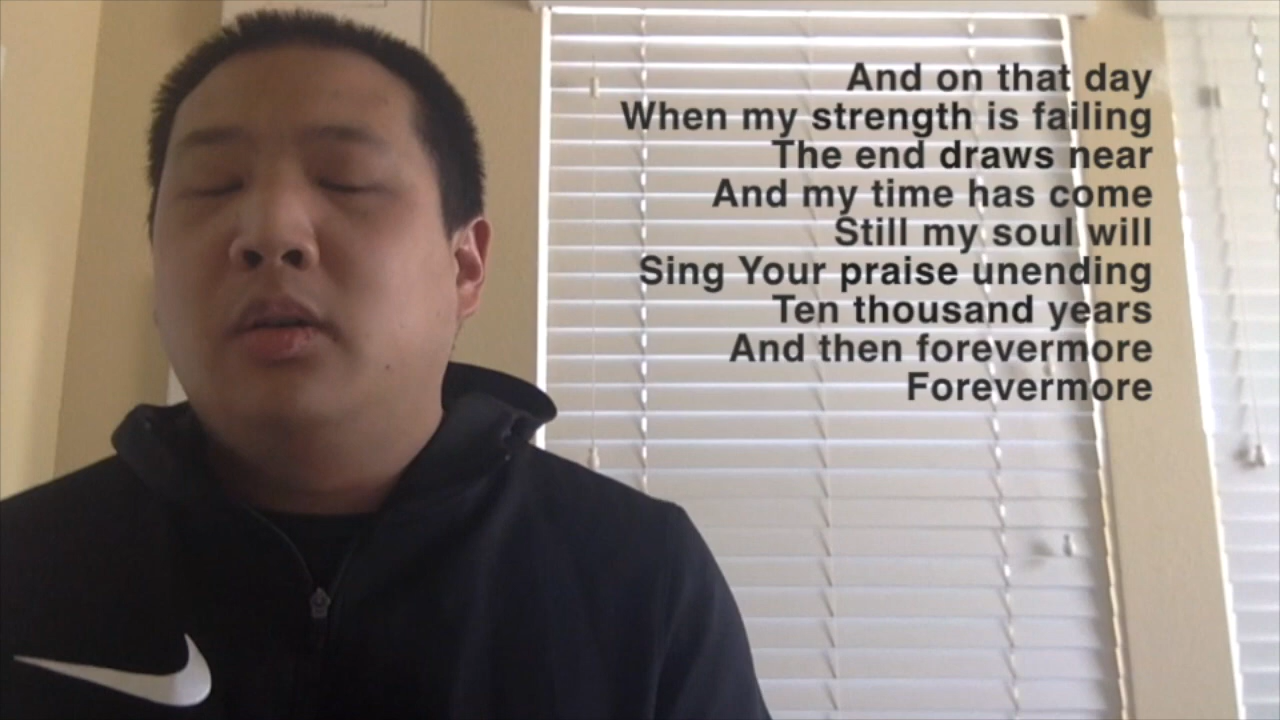 And on that day
When my strength is failing
The end draws near
And my time has come
Still my soul will
Sing Your praise unending
Ten thousand years
And then forevermore
Forevermore